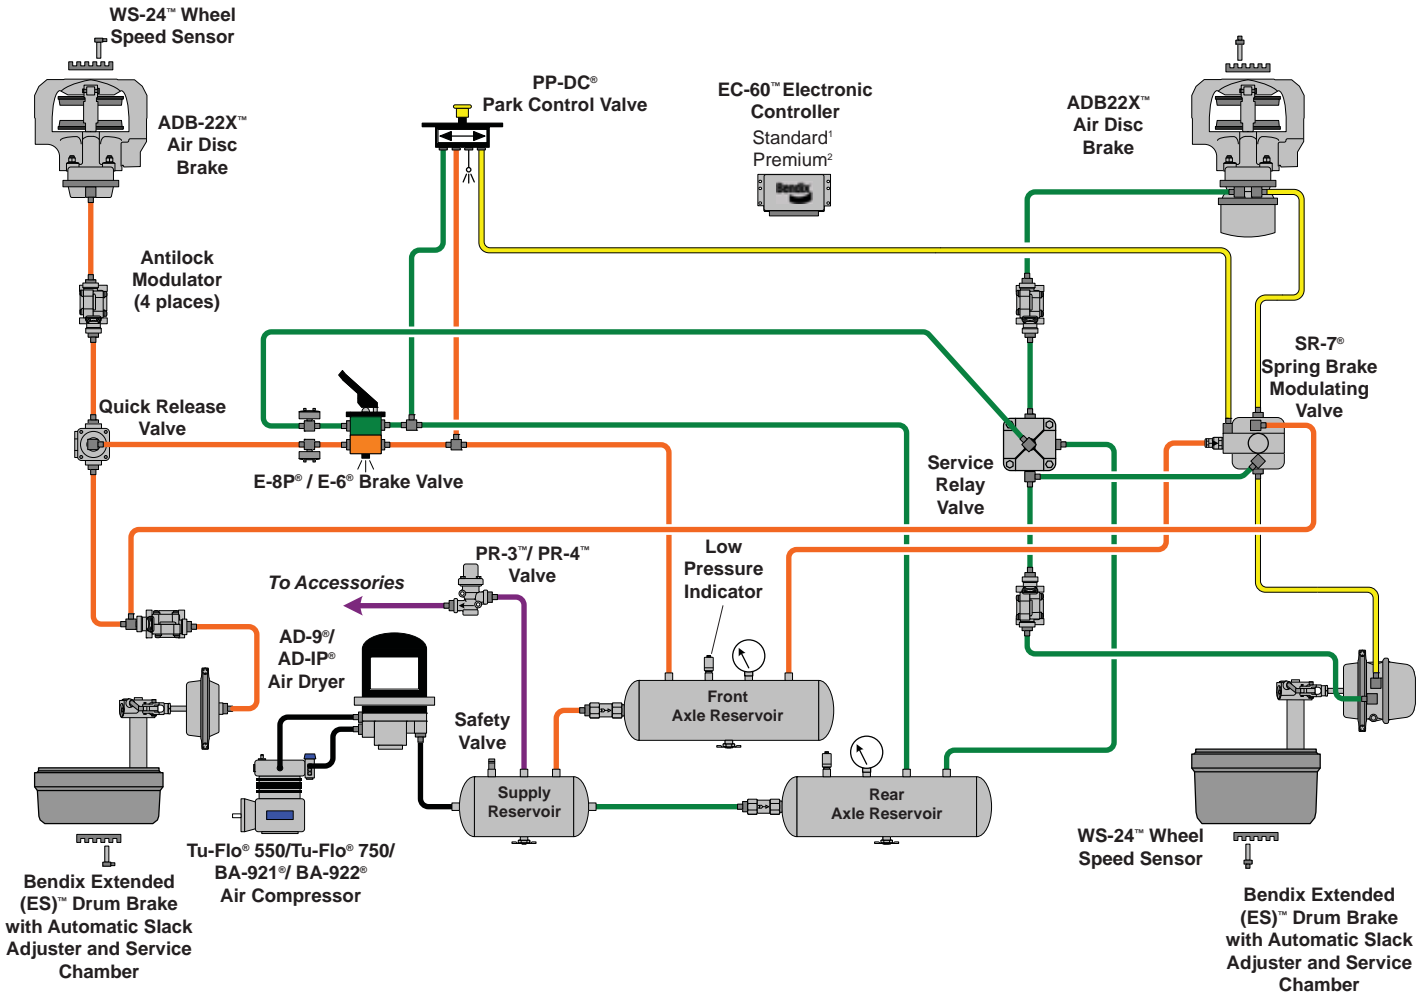 WS-24™ Wheel
Speed Sensor
ADB-22X™
Air Disc
Brake
PP-DC®
Park Control Valve
EC-60™ Electronic
Controller
Standard¹
Premium²
Bendix
ADB22X™
Air Disc
Brake
Antilock
Modulator
(4 places)
SR-7®
Spring Brake
Modulating
Valve
Quick Release
Valve
E-8P® / E-6® Brake Valve
Service
Relay
Valve
PR-3™/ PR-4™
Valve
Low
Pressure
Indicator
To Accessories
AD-9®/
AD-IP®
Air Dryer
Front
Axle Reservoir
Safety
Valve
Supply
Reservoir
Rear
Axle Reservoir
Tu-Flo® 550/Tu-Flo® 750/
BA-921®/ BA-922®
Air Compressor
WS-24™ Wheel
Speed Sensor
Bendix Extended
(ES)™ Drum Brake
with Automatic Slack
Adjuster and Service
Chamber
Bendix Extended
(ES)™ Drum Brake
with Automatic Slack
Adjuster and Service
Chamber